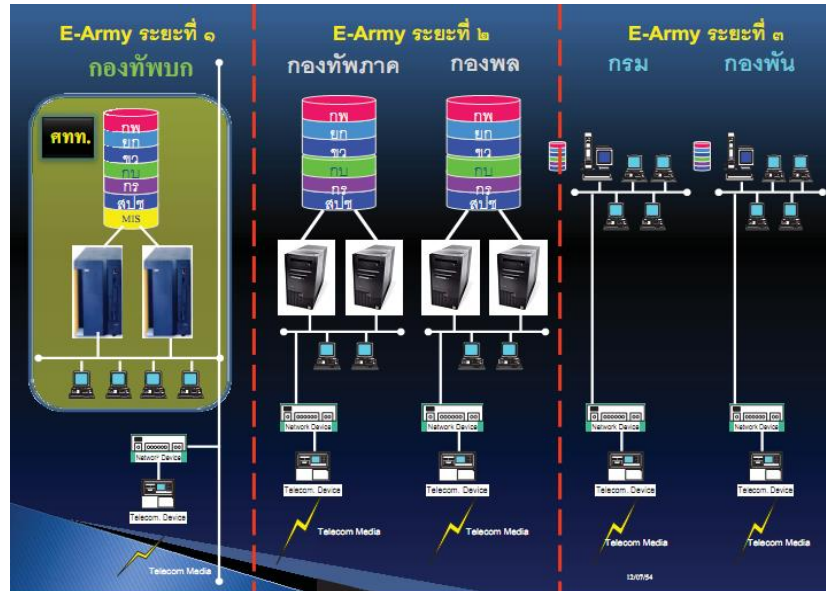 E-Army ระยะที่ ๑
กองทัพบก
ศทท.
กพ
ยก
ขว
กบ
กร
สปช
MIS
Network Device
Telecom. Device
Telecom Media
E-Army ระยะที่ ๒
กองทัพภาค
กพ
ยก
ขว
กบ
กร
สปช
Network Device
Telecom. Device
Telecom Media
กองพล
กพ
ยก
ขว
กบ
กร
สปช
Network Device
Telecom. Device
Telecom Media
E-Army ระยะที่ ๓
กรม
Network Device
Telecom. Device
Telecom Media
กองพัน
Network Device
Telecom. Device
Telecom Media
12/07/54